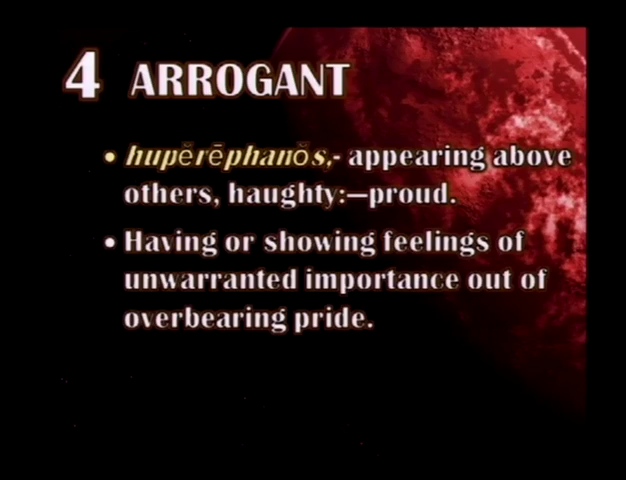 4 ARROGANT
• hupĕrēphanŏs,- appearing above
others, haughty:—proud.
• Having or showing feelings of
unwarranted importance out of
overbearing pride.